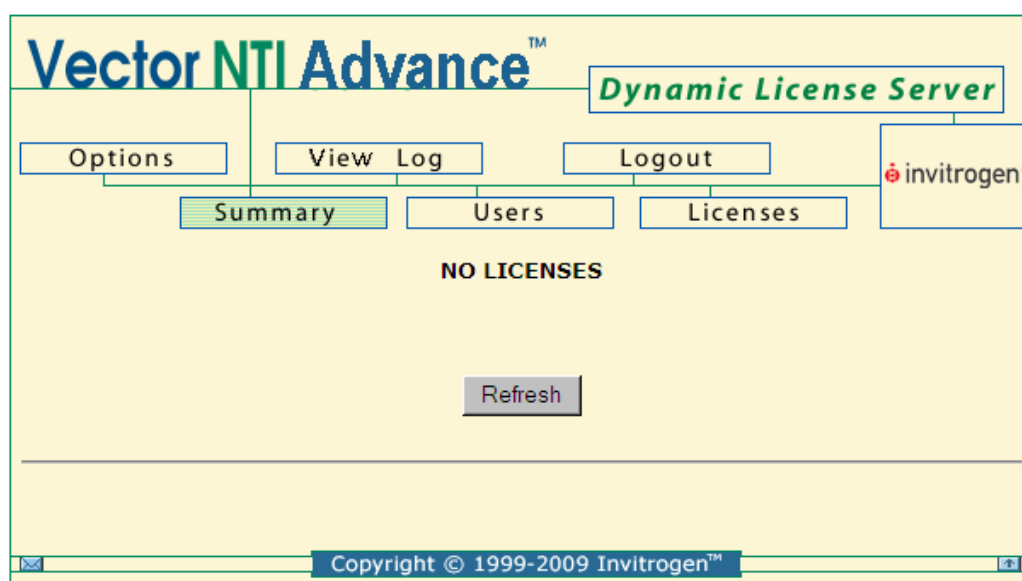 Vector NTI Advance™
Dynamic License Server
Options
View Log
Logout
invitrogen
Summary
Users
Licenses
NO LICENSES
Refresh
Copyright © 1999-2009 Invitrogen™